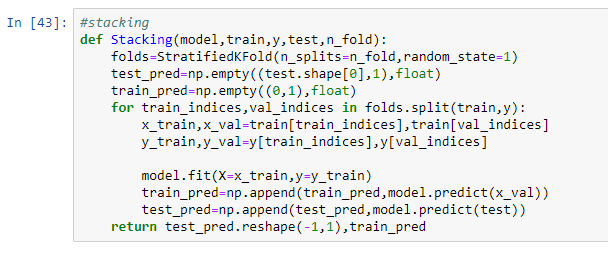 In [43]: #stacking
def Stacking(model,train,y,test,n_fold):
    folds=StratifiedKFold(n_splits=n_fold,random_state=1)
    test_pred=np.empty((test.shape[0],1),float)
    train_pred=np.empty((0,1),float)
    for train_indices,val_indices in folds.split(train,y):
        x_train,x_val=train[train_indices],train[val_indices]
        y_train,y_val=y[train_indices],y[val_indices]

        model.fit(X=x_train,y=y_train)
        train_pred=np.append(train_pred,model.predict(x_val))
        test_pred=np.append(test_pred,model.predict(test))
    return test_pred.reshape(-1,1),train_pred